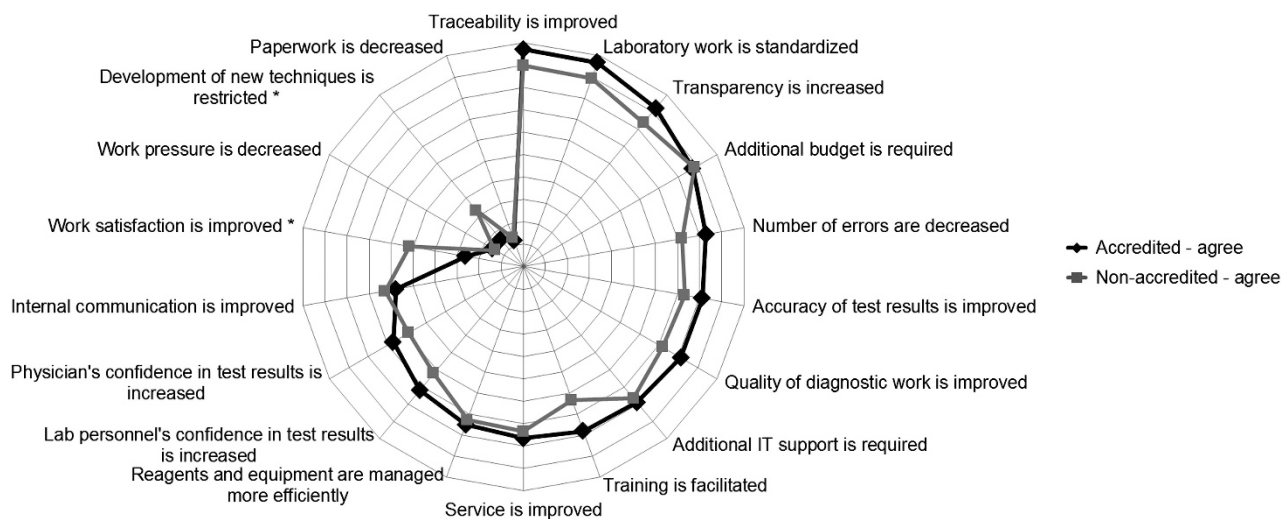 Traceability is improved
Laboratory work is standardized
Transparency is increased
Additional budget is required
Number of errors are decreased
Accuracy of test results is improved
Quality of diagnostic work is improved
Additional IT support is required
Training is facilitated
Service is improved
Reagents and equipment are managed
more efficiently
Lab personnel's confidence in test results
is increased
Physician's confidence in test results is
increased
Internal communication is improved
Work satisfaction is improved *
Work pressure is decreased
Development of new techniques is
restricted *
Paperwork is decreased
Accredited - agree
Non-accredited - agree